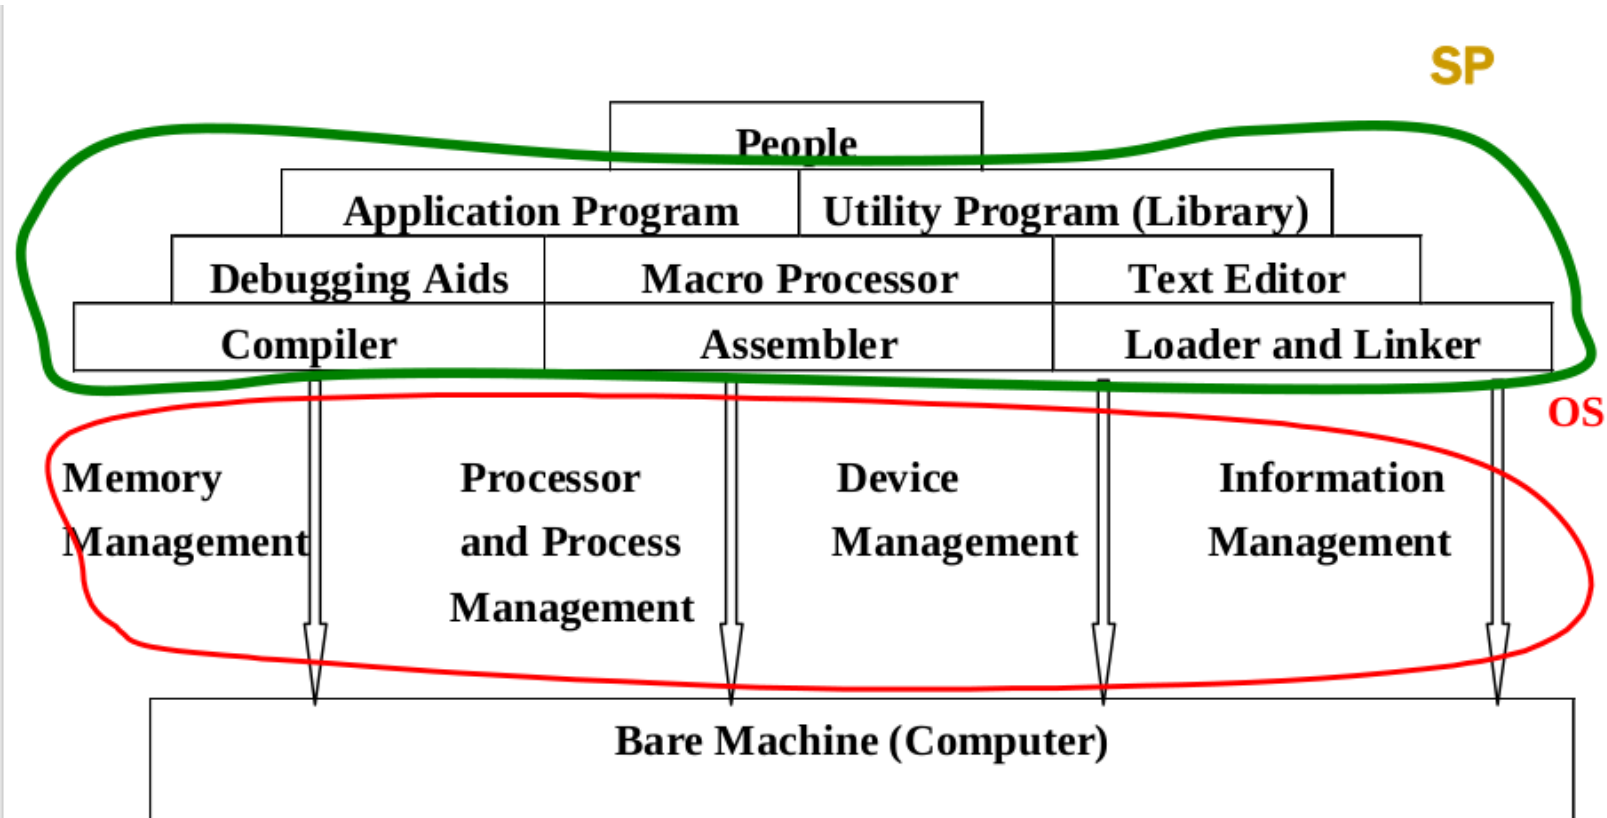 SP
People
Application Program Utility Program (Library)
Debugging Aids Macro Processor Text Editor
Compiler Assembler Loader and Linker
OS
Memory Management
Processor and Process Management
Device Management
Information Management
Bare Machine (Computer)